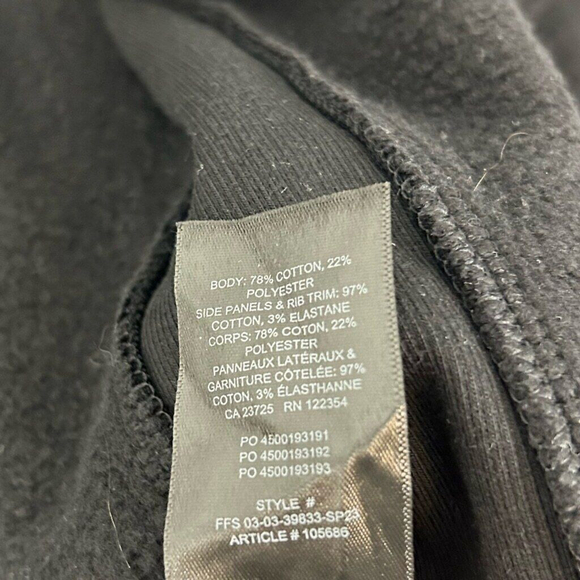 BODY: 78% COTTON, 22%
POLYESTER
SIDE PANELS & RIB TRIM: 97%
COTTON, 3% ELASTANE
CORPS: 78% COTON, 22%
POLYESTER
PANNEAUX LATÉRAUX &
GARNITURE CÔTELÉE: 97%
COTON, 3% ÉLASTHANNE
CA 23725 RN 122354
PO 4500193191
PO 4500193192
PO 4500193193
STYLE #
FFS 03-03-39833-SP23
ARTICLE # 105686